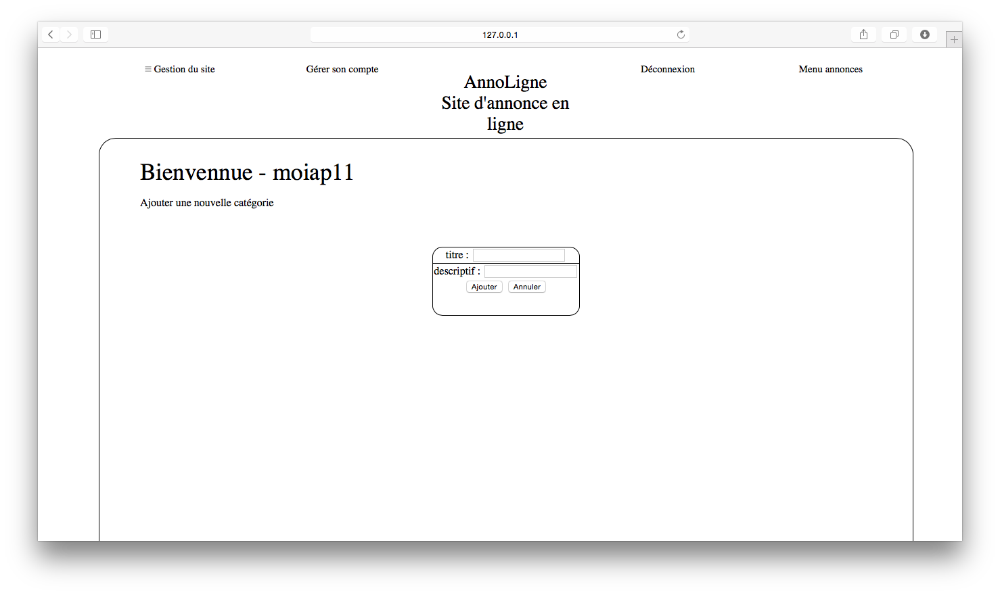 127.0.0.1
Gestion du site
Gérer son compte
Déconnexion
Menu annonces
AnnoLigne
Site d'annonce en
ligne
Bienvennue - moiap11
Ajouter une nouvelle catégorie
titre :
descriptif :
Ajouter Annuler